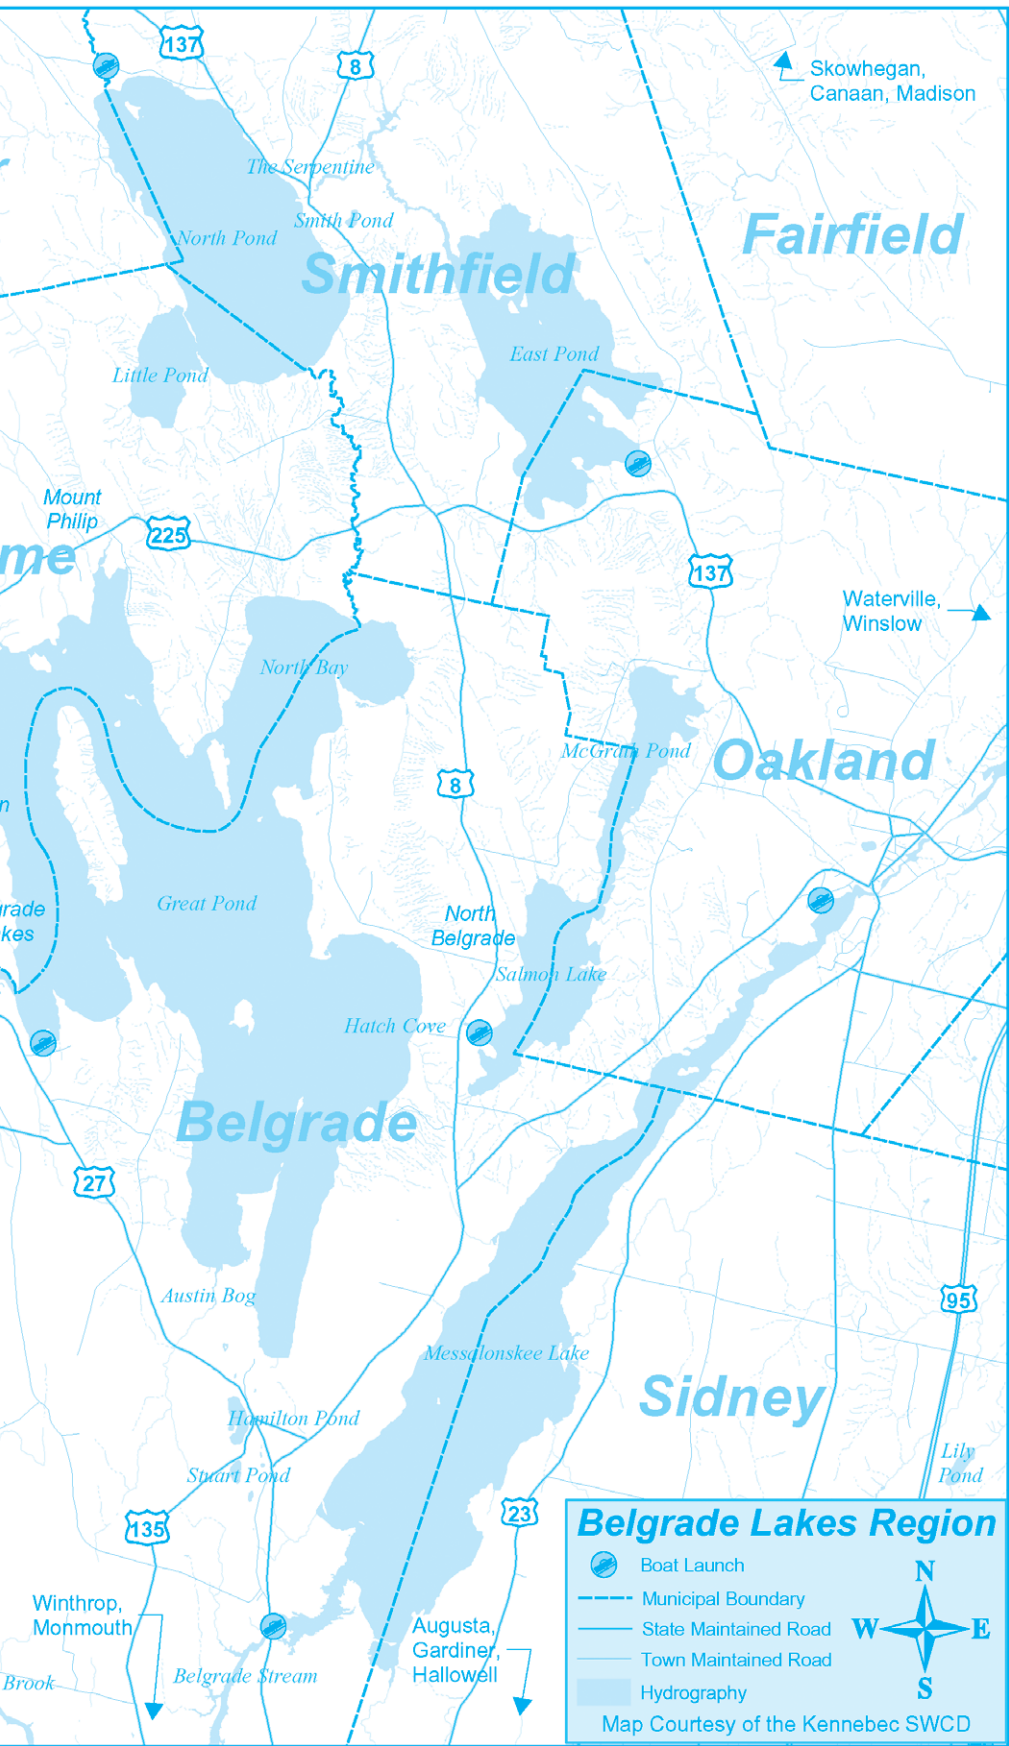 137
8
Skowhegan,
Canaan, Madison
The Serpentine
Smith Pond
North Pond
Fairfield
Smithfield
East Pond
Little Pond
Mount
Philip
225
me
137
Waterville,
Winslow
North Bay
McGrath Pond
Oakland
8
n
Great Pond
grade
kes
North
Belgrade
Salmon Lake
Hatch Cove
Belgrade
27
Austin Bog
95
Messalonskee Lake
Sidney
Hamilton Pond
Stuart Pond
Lily
Pond
135
23
Winthrop,
Monmouth
Augusta,
Gardiner,
Hallowell
Belgrade Stream
Brook
Belgrade Lakes Region
Boat Launch
Municipal Boundary
State Maintained Road
Town Maintained Road
Hydrography
N
W E
S
Map Courtesy of the Kennebec SWCD